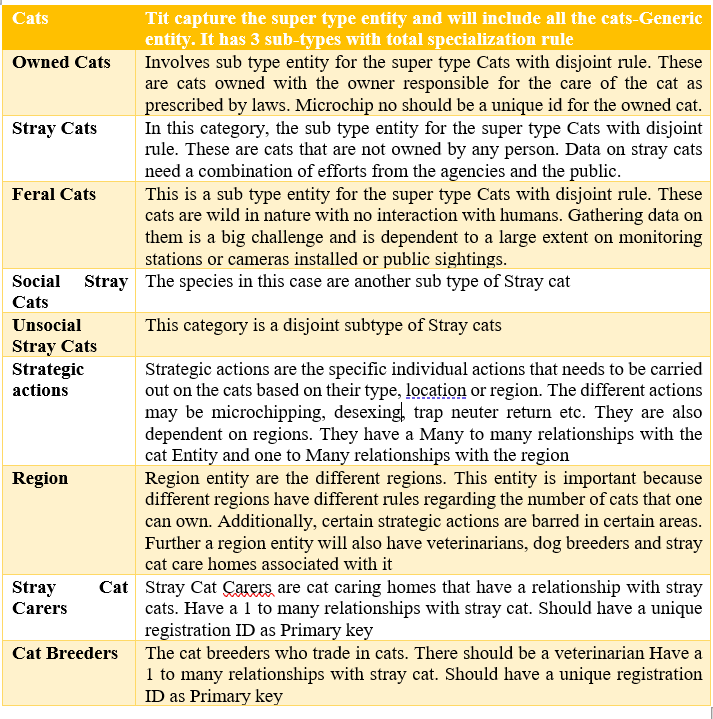 Cats
Tit capture the super type entity and will include all the cats-Generic
entity. It has 3 sub-types with total specialization rule
Owned Cats
Involves sub type entity for the super type Cats with disjoint rule. These
are cats owned with the owner responsible for the care of the cat as
prescribed by laws. Microchip no should be a unique id for the owned cat.
Stray Cats
In this category, the sub type entity for the super type Cats with disjoint
rule. These are cats that are not owned by any person. Data on stray cats
need a combination of efforts from the agencies and the public.
Feral Cats
This is a sub type entity for the super type Cats with disjoint rule. These
cats are wild in nature with no interaction with humans. Gathering data on
them is a big challenge and is dependent to a large extent on monitoring
stations or cameras installed or public sightings.
Social Stray
Cats
The species in this case are another sub type of Stray cat
Unsocial
Stray Cats
This category is a disjoint subtype of Stray cats
Strategic
actions
Strategic actions are the specific individual actions that needs to be carried
out on the cats based on their type, location or region. The different actions
may be microchipping, desexing, trap neuter return etc. They are also
dependent on regions. They have a Many to many relationships with the
cat Entity and one to Many relationships with the region
Region
Region entity are the different regions. This entity is important because
different regions have different rules regarding the number of cats that one
can own. Additionally, certain strategic actions are barred in certain areas.
Further a region entity will also have veterinarians, dog breeders and stray
cat care homes associated with it
Stray Cat
Carers
Stray Cat Carers are cat caring homes that have a relationship with stray
cats. Have a 1 to many relationships with stray cat. Should have a unique
registration ID as Primary key
Cat Breeders
The cat breeders who trade in cats. There should be a veterinarian Have a
1 to many relationships with stray cat. Should have a unique registration
ID as Primary key